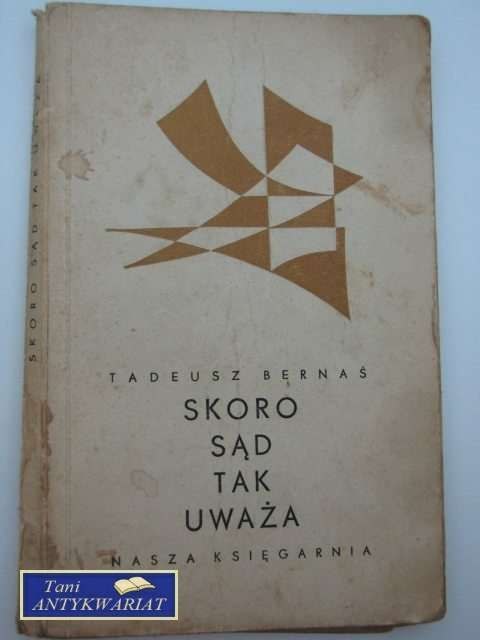 SKORO SĄD TAK UWAŻA
TADEUSZ BERNAŚ
SKORO
SĄD
TAK
UWAŻA
NASZA KSIĘGARNIA
Tani
ANTYKWARIAT